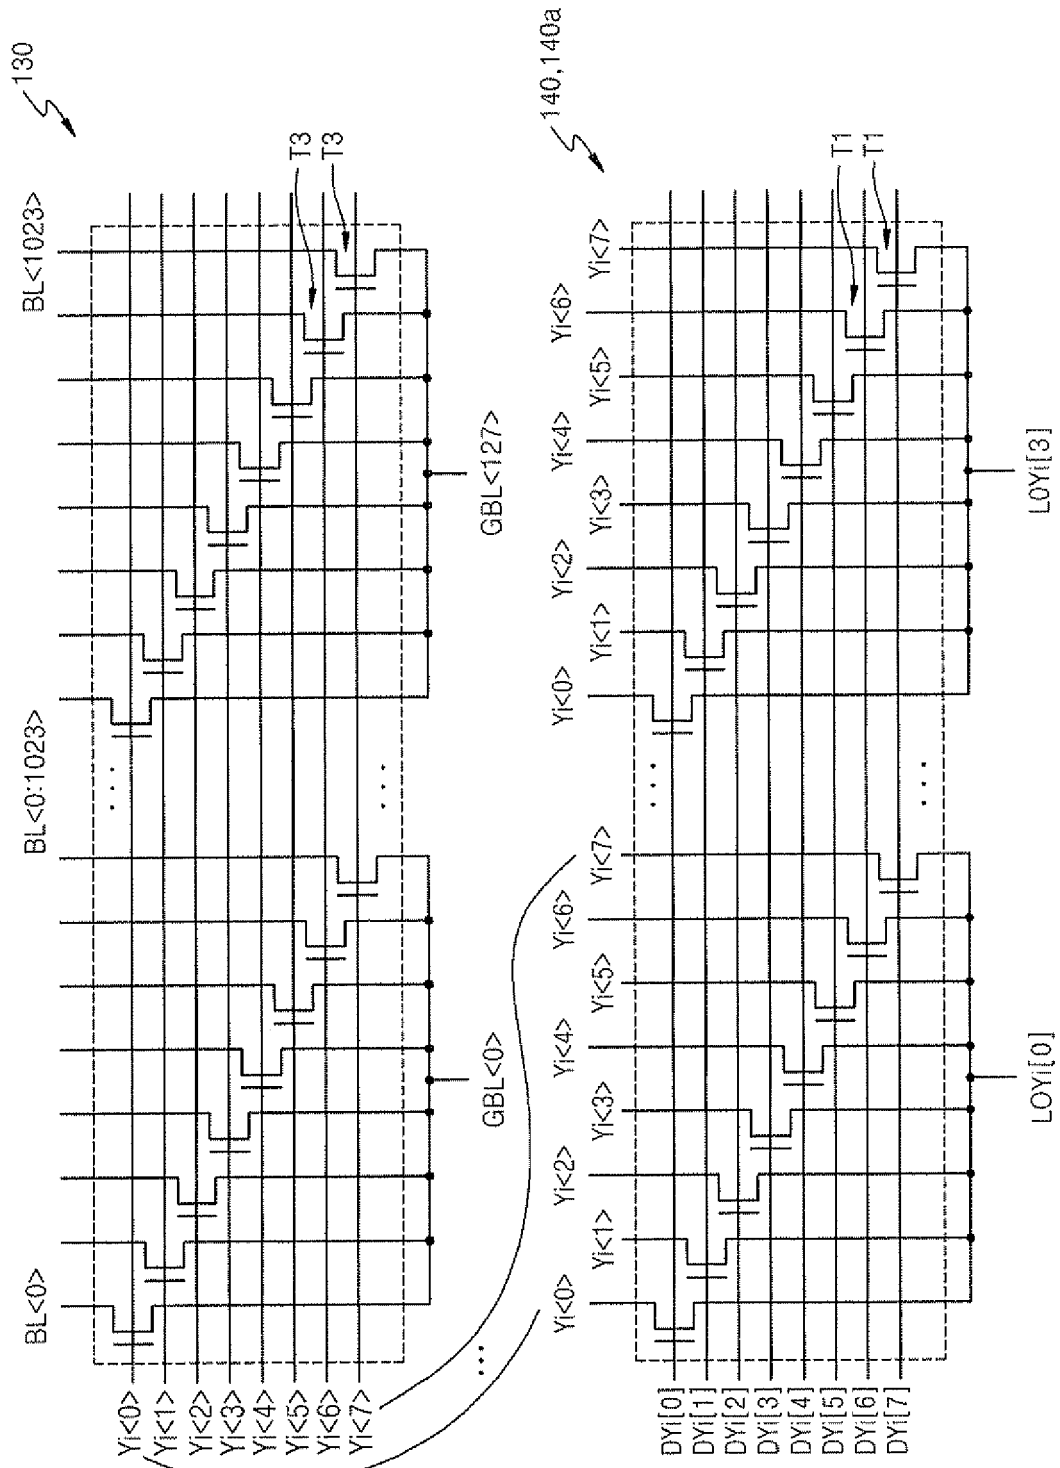 130
BL<0>
BL<0:1023>
BL<1023>
T3
T3
Yi<0>
Yi<1>
Yi<2>
Yi<3>
Yi<4>
Yi<5>
Yi<6>
Yi<7>
...
...
GBL<0>
GBL<127>
...
140,140a
Yi<0>
Yi<1>
Yi<2>
Yi<3>
Yi<4>
Yi<5>
Yi<6>
Yi<7>
Yi<0>
Yi<1>
Yi<2>
Yi<3>
Yi<4>
Yi<5>
Yi<6>
Yi<7>
T1
T1
DYi[0]
DYi[1]
DYi[2]
DYi[3]
DYi[4]
DYi[5]
DYi[6]
DYi[7]
...
...
LOYi[0]
LOYi[3]